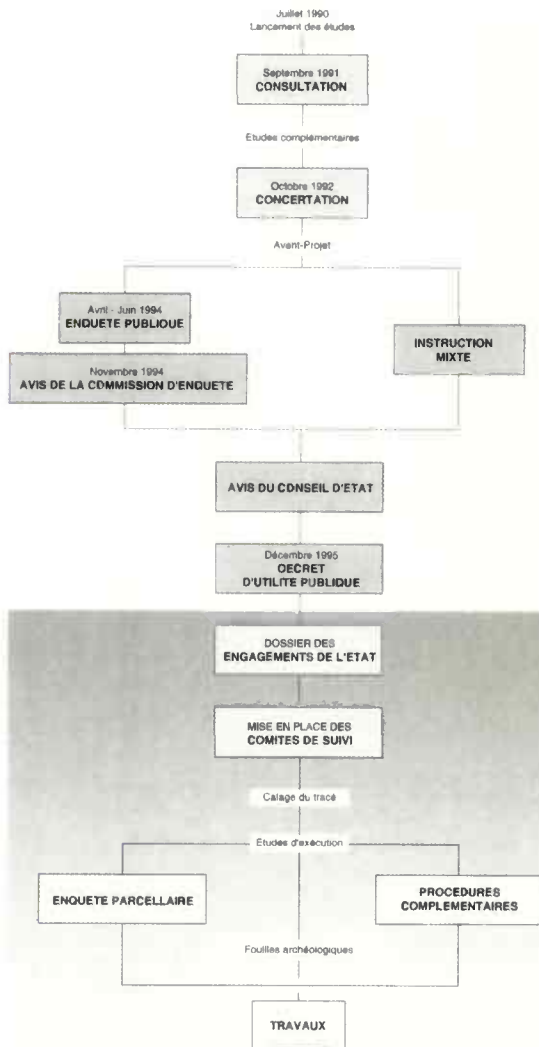 Juillet 1990
Lancement des études
Septembre 1991
CONSULTATION
Etudes complémentaires
Octobre 1992
CONCERTATION
Avant-Projet
Avril - Juin 1994
ENQUETE PUBLIQUE
Novembre 1994
AVIS DE LA COMMISSION D'ENQUETE
INSTRUCTION
MIXTE
AVIS DU CONSEIL D'ETAT
Décembre 1995
DECRET
D'UTILITE PUBLIQUE
DOSSIER DES
ENGAGEMENTS DE L'ETAT
MISE EN PLACE DES
COMITES DE SUIVI
Calage du tracé
Etudes d'exécution
ENQUETE PARCELLAIRE
PROCEDURES
COMPLEMENTAIRES
Fouilles archéologiques
TRAVAUX